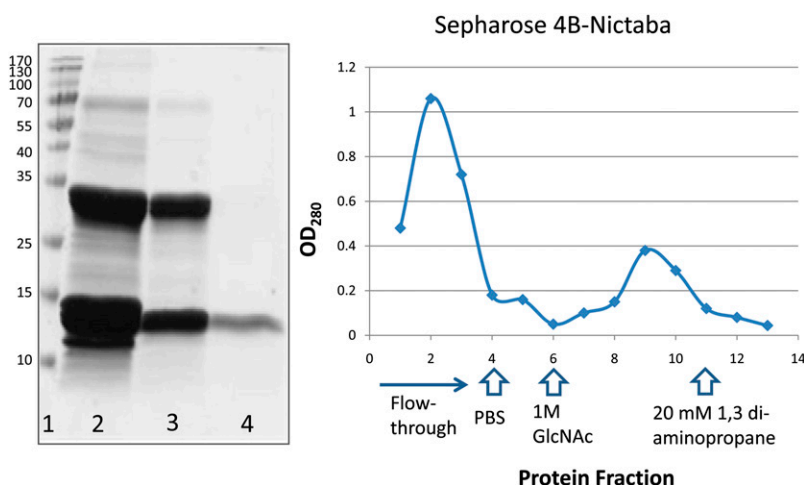 170
130
100
70
55
40
35
25
15
10
1 2 3 4
Sepharose 4B-Nictaba
OD280
1.2
1
0.8
0.6
0.4
0.2
0
0 2 4 6 8 10 12 14
Flow-
through
PBS
1M
GlcNAc
20 mM 1,3 di-
aminopropane
Protein Fraction